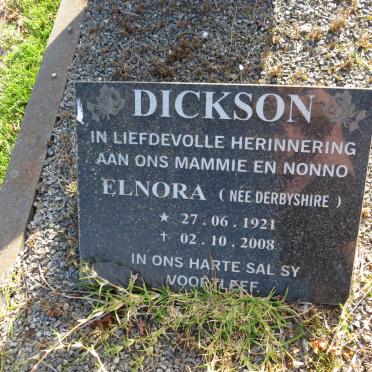 DICKSON
IN LIEFDEVOLLE HERINNERING
AAN ONS MAMMIE EN NONNO
ELNORA ( NEE DERBYSHIRE )
★ 27 . 06 . 1921
✝ 02 . 10 . 2008
IN ONS HARTE SAL SY
VOORTLEEF